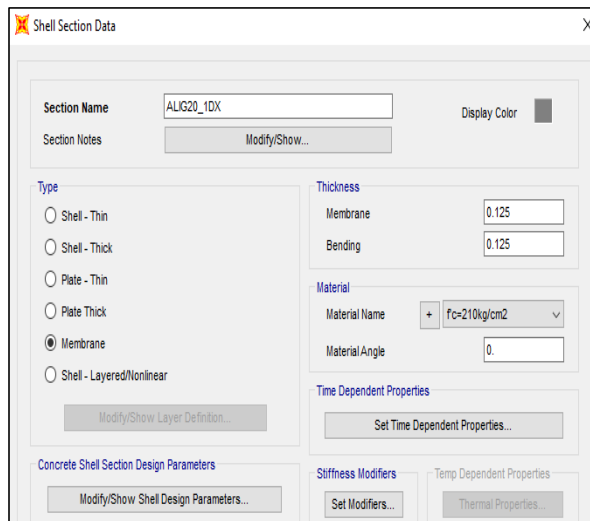 Shell Section Data
Section Name
ALIG20_1DX
Display Color
Section Notes
Modify/Show...
Type
Shell - Thin
Shell - Thick
Plate - Thin
Plate Thick
Membrane
Shell - Layered/Nonlinear
Modify/Show Layer Definition...
Concrete Shell Section Design Parameters
Modify/Show Shell Design Parameters...
Thickness
Membrane
0.125
Bending
0.125
Material
Material Name
+
f'c=210kg/cm2
Material Angle
0.
Time Dependent Properties
Set Time Dependent Properties...
Stiffness Modifiers
Set Modifiers...
Temp Dependent Properties
Thermal Properties...